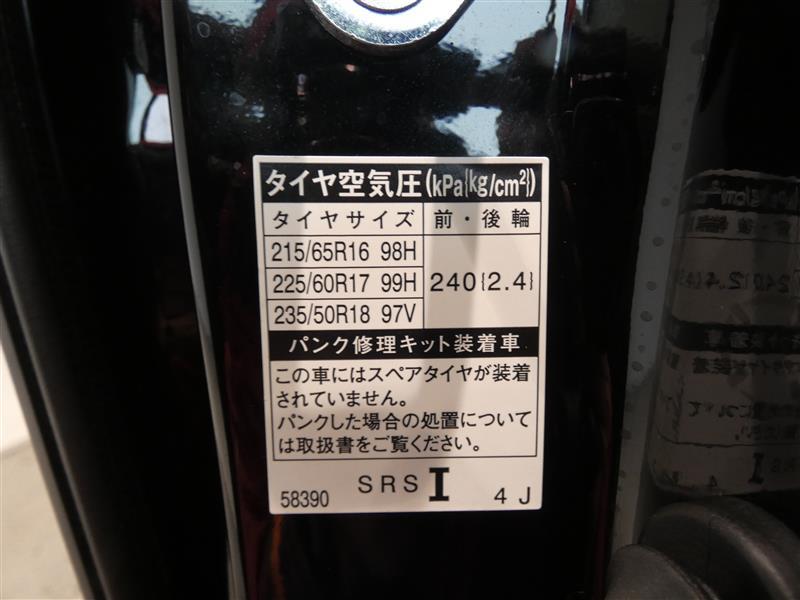 タイヤ空気圧(kPa{kg/cm²})
タイヤサイズ 前・後輪
215/65R16 98H
225/60R17 99H 240{2.4}
235/50R18 97V
パンク修理キット装着車
この車にはスペアタイヤが装着
されていません。
パンクした場合の処置について
は取扱書をご覧ください。
58390 SRS I 4J